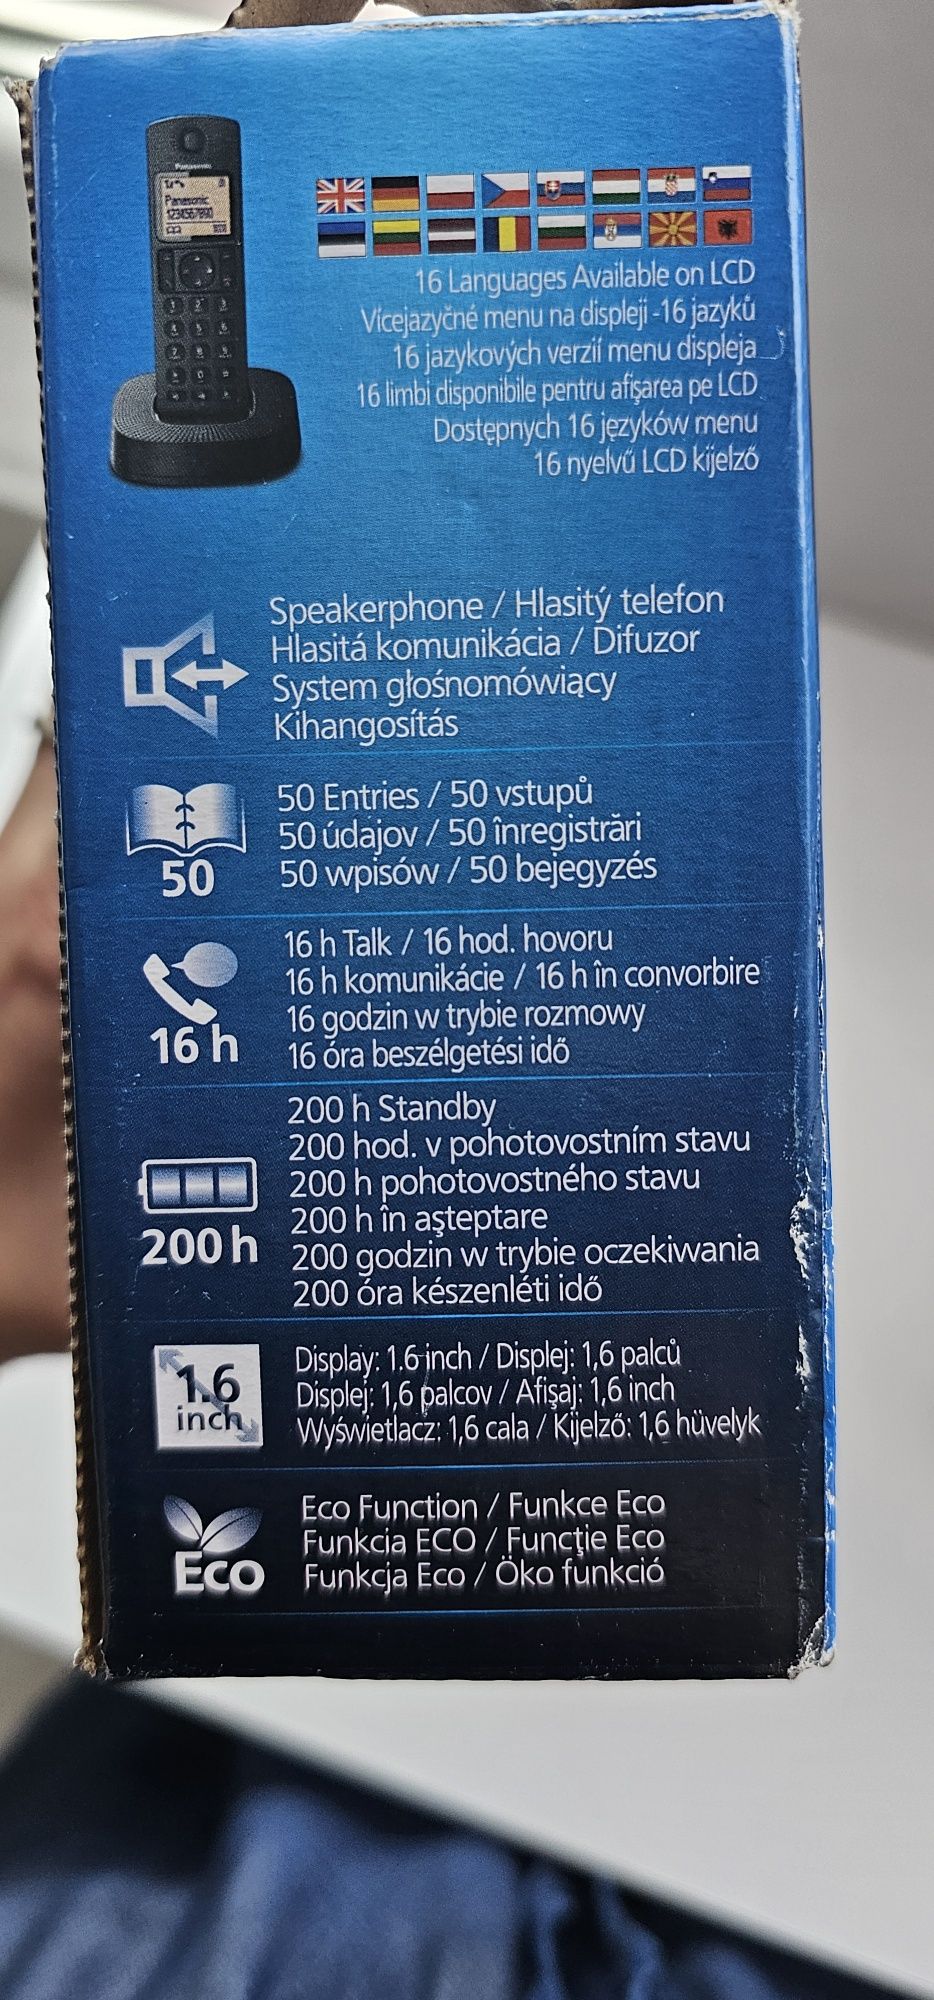 Panasonic
Panasonic
1234567890
16 Languages Available on LCD
Vícejazyčné menu na displeji -16 jazyků
16 jazykových verzií menu displeja
16 limbi disponibile pentru afişarea pe LCD
Dostępnych 16 języków menu
16 nyelvű LCD kijelző
Speakerphone / Hlasitý telefon
Hlasitá komunikácia / Difuzor
System głośnomówiący
Kihangosítás
50 Entries / 50 vstupů
50 údajov / 50 înregistrări
50 wpisów / 50 bejegyzés
50
16 h Talk / 16 hod. hovoru
16 h komunikácie / 16 h în convorbire
16 godzin w trybie rozmowy
16 óra beszélgetési idő
16 h
200 h Standby
200 hod. v pohotovostním stavu
200 h pohotovostného stavu
200 h în aşteptare
200 godzin w trybie oczekiwania
200 óra készenléti idő
200 h
1.6
inch
Display: 1.6 inch / Displej: 1,6 palců
Displej: 1,6 palcov / Afişaj: 1,6 inch
Wyświetlacz: 1,6 cala / Kijelző: 1,6 hüvelyk
Eco Function / Funkce Eco
Funkcia ECO / Funcţie Eco
Funkcja Eco / Öko funkció
Eco